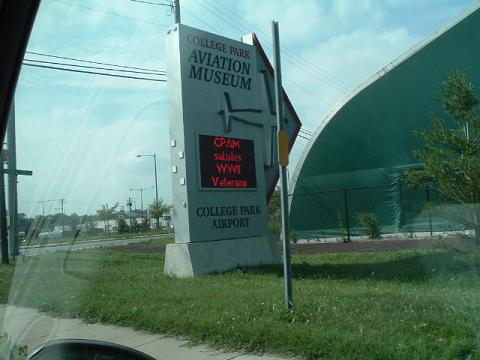 COLLEGE PARK
AVIATION
MUSEUM
CPAM
salutes
WWII
Veterans
COLLEGE PARK
AIRPORT